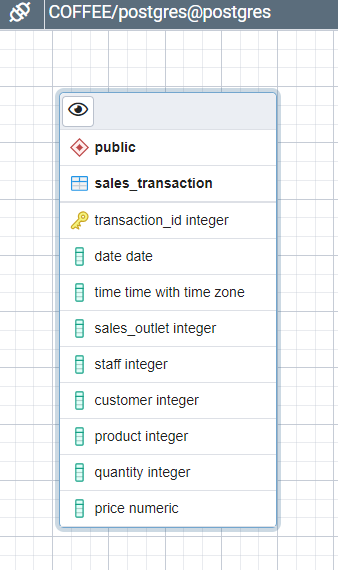 COFFEE/postgres@postgres
public
sales_transaction
transaction_id integer
date date
time time with time zone
sales_outlet integer
staff integer
customer integer
product integer
quantity integer
price numeric